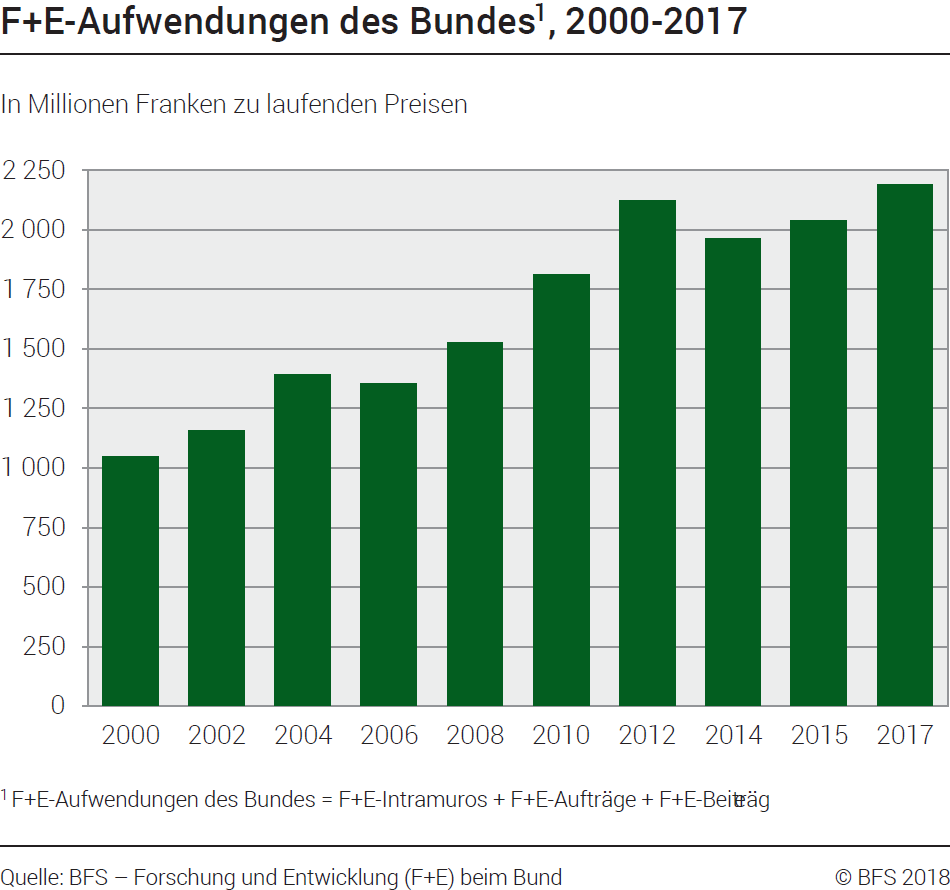 F+E-Aufwendungen des Bundes¹, 2000-2017
In Millionen Franken zu laufenden Preisen
2 250
2 000
1 750
1 500
1 250
1 000
750
500
250
0
2000 2002 2004 2006 2008 2010 2012 2014 2015 2017
¹ F+E-Aufwendungen des Bundes = F+E-Intramuros + F+E-Aufträge + F+E-Beiträge
Quelle: BFS – Forschung und Entwicklung (F+E) beim Bund © BFS 2018